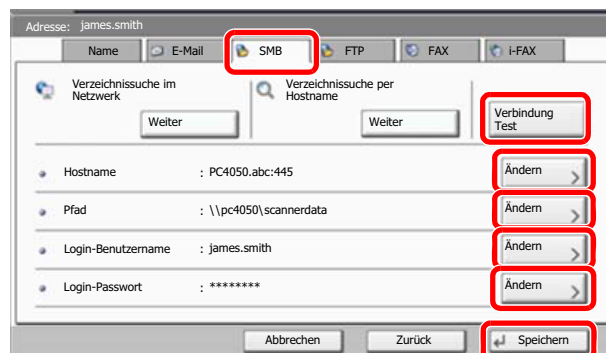 Adresse: james.smith
Name E-Mail SMB FTP FAX i-FAX
Verzeichnissuche im
Netzwerk
Weiter
Verzeichnissuche per
Hostname
Weiter
Verbindung
Test
Hostname : PC4050.abc:445 Ändern
Pfad : \\pc4050\scannerdata Ändern
Login-Benutzername : james.smith Ändern
Login-Passwort : ******** Ändern
Abbrechen Zurück Speichern